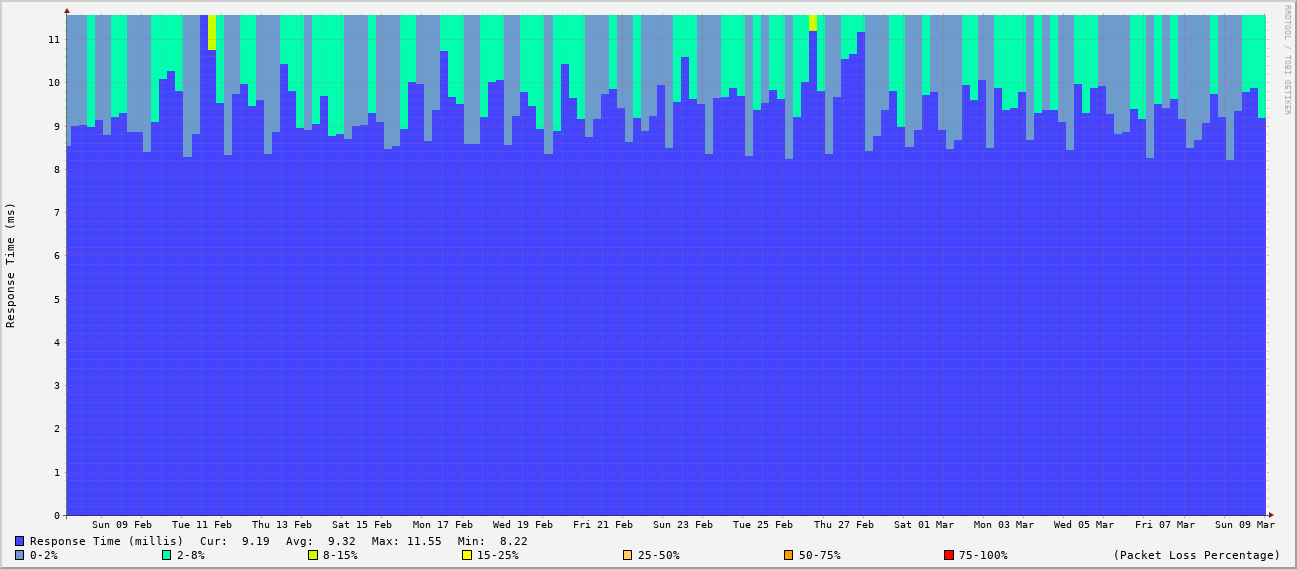 RRDTOOL / TOBI OETIKER
Response Time (ms)
11
10
9
8
7
6
5
4
3
2
1
0
Sun 09 Feb Tue 11 Feb Thu 13 Feb Sat 15 Feb Mon 17 Feb Wed 19 Feb Fri 21 Feb Sun 23 Feb Tue 25 Feb Thu 27 Feb Sat 01 Mar Mon 03 Mar Wed 05 Mar Fri 07 Mar Sun 09 Mar
Response Time (millis) Cur: 9.19 Avg: 9.32 Max: 11.55 Min: 8.22
0-2% 2-8% 8-15% 15-25% 25-50% 50-75% 75-100% (Packet Loss Percentage)